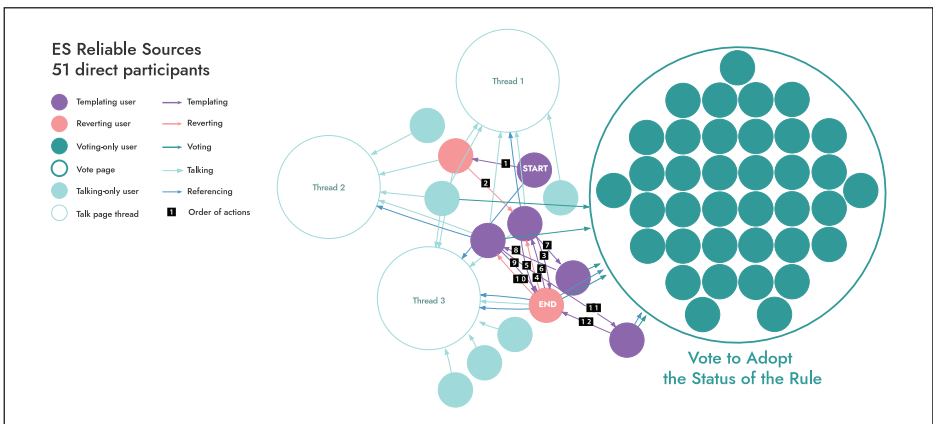 ES Reliable Sources
51 direct participants
Templating user
Templating
Reverting user
Reverting
Voting-only user
Voting
Vote page
Talking
Talking-only user
Referencing
Talk page thread
1 Order of actions
Thread 1
Thread 2
Thread 3
START
END
1
2
7
8
3
9
5
6
10
4
11
12
Vote to Adopt
the Status of the Rule